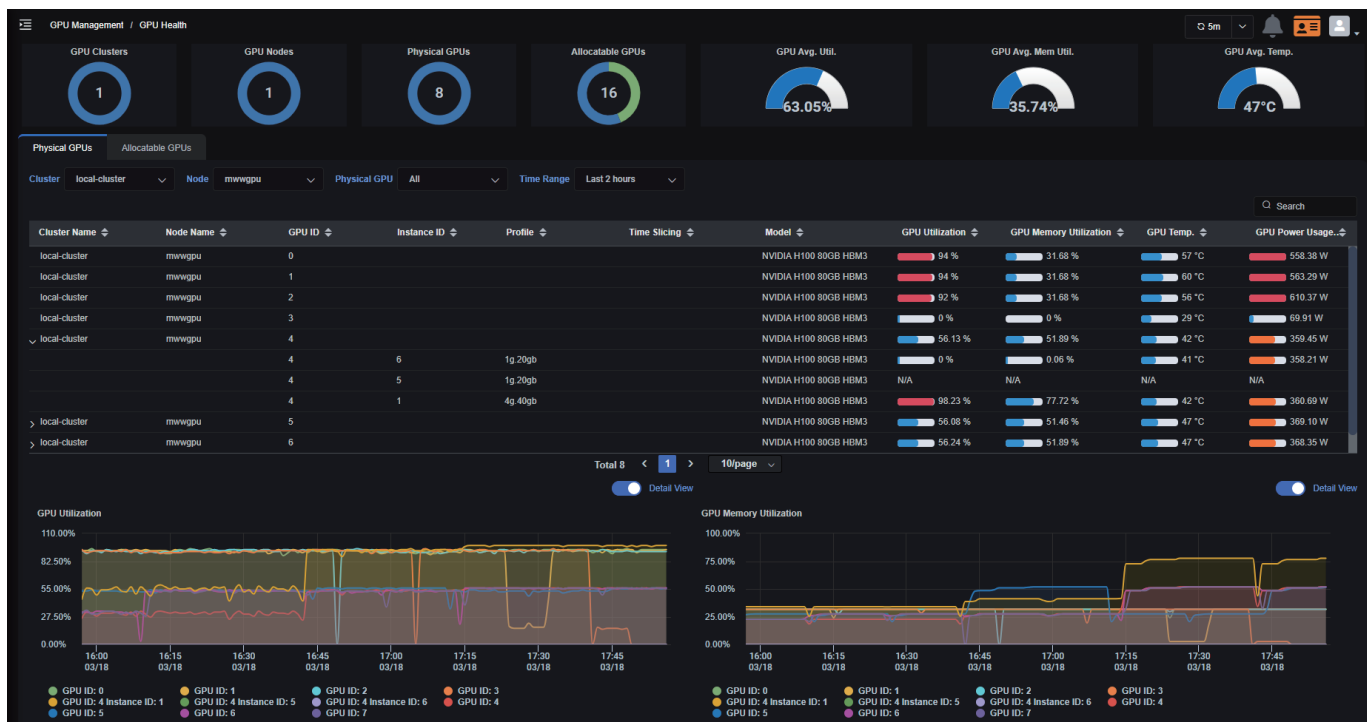 GPU Management / GPU Health
5m
GPU Clusters GPU Nodes Physical GPUs Allocatable GPUs GPU Avg. Util. GPU Avg. Mem Util. GPU Avg. Temp.
1 1 8 16 63.05% 35.74% 47°C
Physical GPUs Allocatable GPUs
Cluster local-cluster Node mwwgpu Physical GPU All Time Range Last 2 hours
Search
Cluster Name Node Name GPU ID Instance ID Profile Time Slicing Model GPU Utilization GPU Memory Utilization GPU Temp. GPU Power Usage..
local-cluster mwwgpu 0 NVIDIA H100 80GB HBM3 94 % 31.68 % 57 °C 558.38 W
local-cluster mwwgpu 1 NVIDIA H100 80GB HBM3 94 % 31.68 % 60 °C 563.29 W
local-cluster mwwgpu 2 NVIDIA H100 80GB HBM3 92 % 31.68 % 56 °C 610.37 W
local-cluster mwwgpu 3 NVIDIA H100 80GB HBM3 0 % 0 % 29 °C 69.91 W
local-cluster mwwgpu 4 NVIDIA H100 80GB HBM3 56.13 % 51.89 % 42 °C 359.45 W
4 6 1g.20gb NVIDIA H100 80GB HBM3 0 % 0.06 % 41 °C 358.21 W
4 5 1g.20gb NVIDIA H100 80GB HBM3 N/A N/A N/A N/A
4 1 4g.40gb NVIDIA H100 80GB HBM3 98.23 % 77.72 % 42 °C 360.69 W
local-cluster mwwgpu 5 NVIDIA H100 80GB HBM3 56.08 % 51.46 % 47 °C 369.10 W
local-cluster mwwgpu 6 NVIDIA H100 80GB HBM3 56.24 % 51.89 % 47 °C 368.35 W
Total 8 1 10/page
Detail View Detail View
GPU Utilization
110.00%
82.50%
55.00%
27.50%
0.00%
16:00 16:15 16:30 16:45 17:00 17:15 17:30 17:45
03/18 03/18 03/18 03/18 03/18 03/18 03/18 03/18
GPU ID: 0 GPU ID: 1 GPU ID: 2 GPU ID: 3
GPU ID: 4 Instance ID: 1 GPU ID: 4 Instance ID: 5 GPU ID: 4 Instance ID: 6 GPU ID: 4
GPU ID: 5 GPU ID: 6 GPU ID: 7
GPU Memory Utilization
100.00%
75.00%
50.00%
25.00%
0.00%
16:00 16:15 16:30 16:45 17:00 17:15 17:30 17:45
03/18 03/18 03/18 03/18 03/18 03/18 03/18 03/18
GPU ID: 0 GPU ID: 1 GPU ID: 2 GPU ID: 3
GPU ID: 4 Instance ID: 1 GPU ID: 4 Instance ID: 5 GPU ID: 4 Instance ID: 6 GPU ID: 4
GPU ID: 5 GPU ID: 6 GPU ID: 7